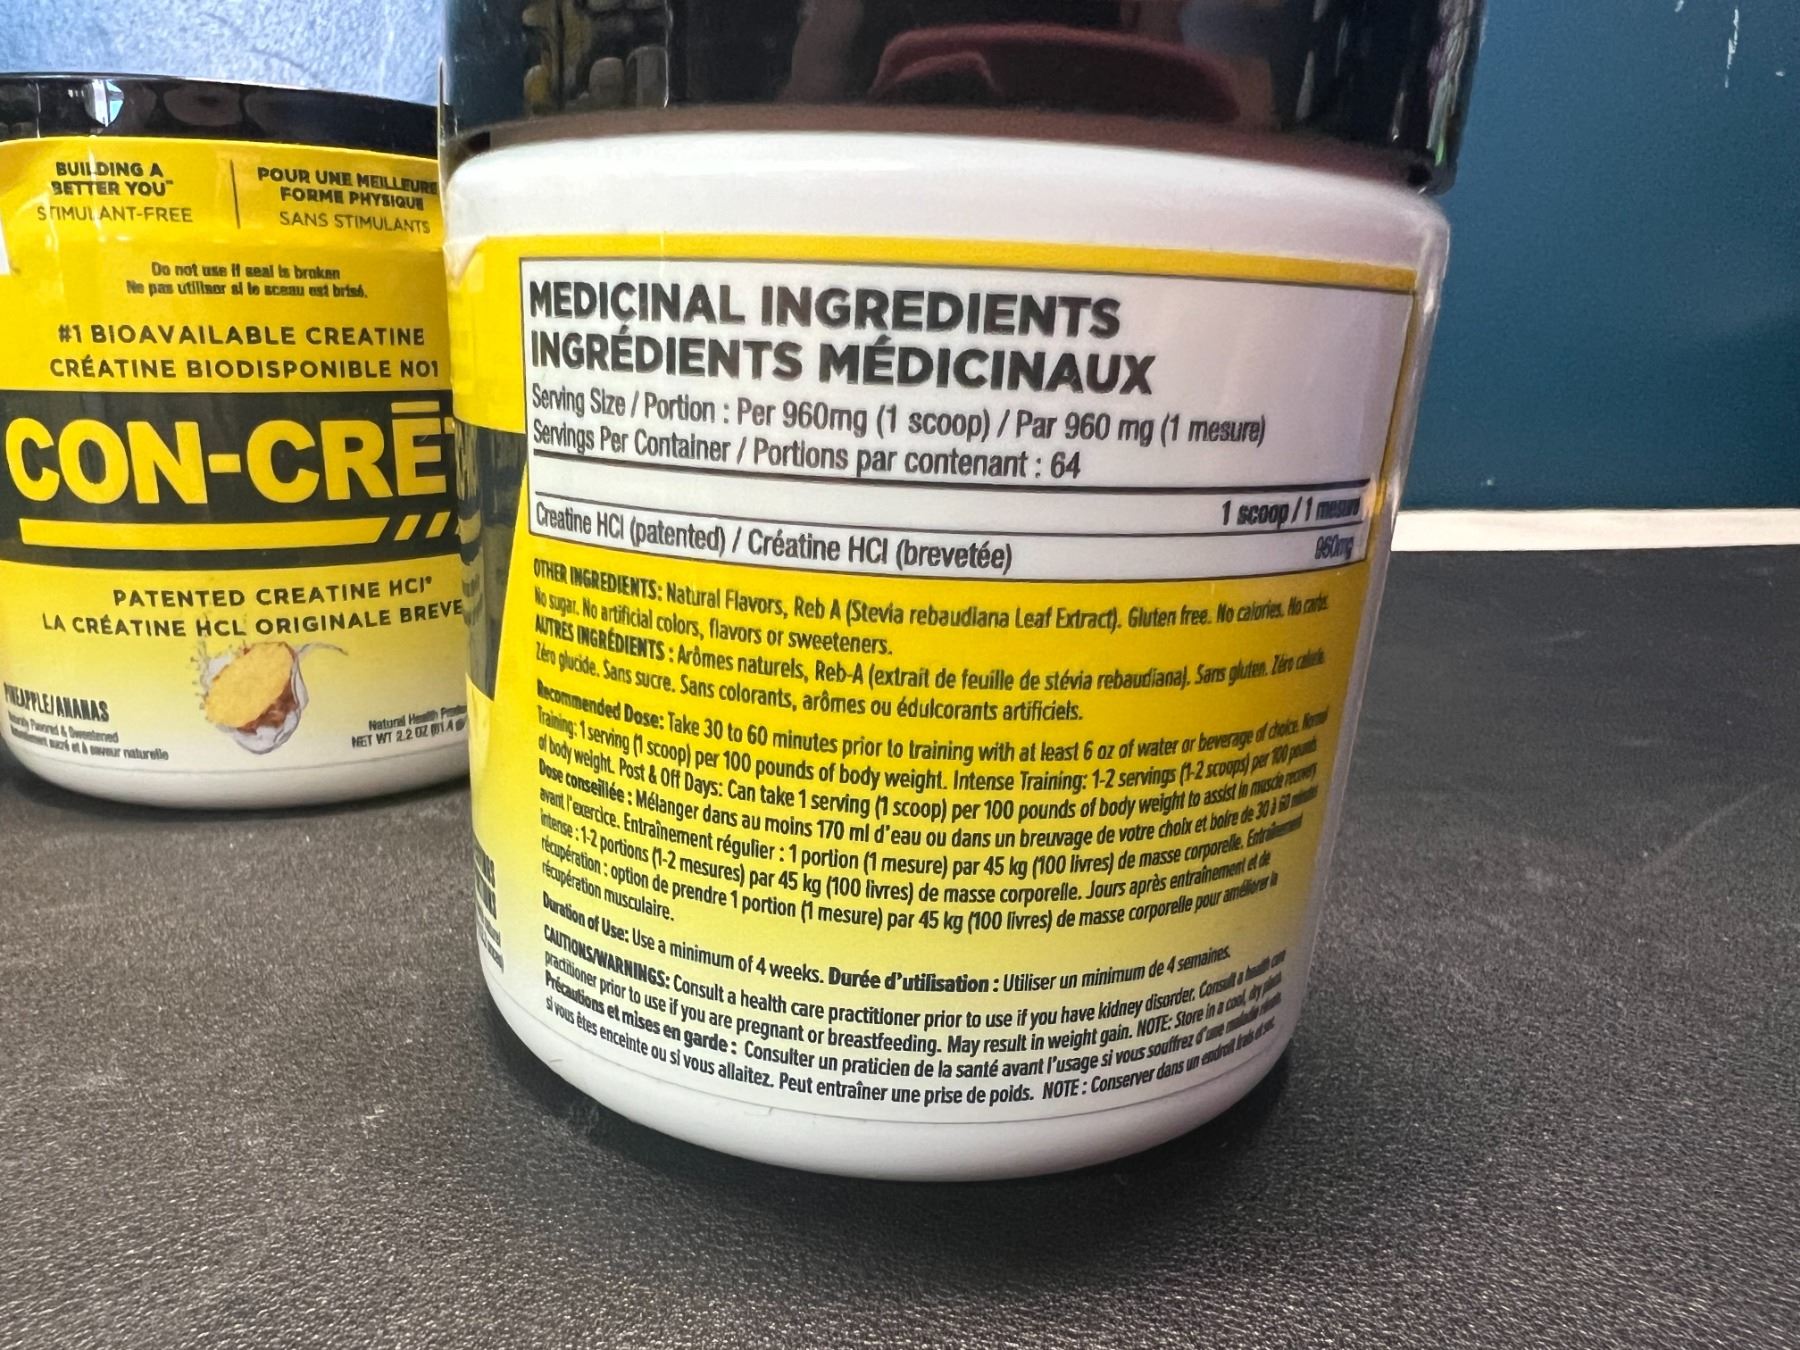 BUILDING A
BETTER YOU™
STIMULANT-FREE
POUR UNE MEILLEURE
FORME PHYSIQUE
SANS STIMULANTS
Do not use if seal is broken
Ne pas utiliser si le sceau est brisé.
#1 BIOAVAILABLE CREATINE
CRÉATINE BIODISPONIBLE NO1
CON-CRĒ
PATENTED CREATINE HCl®
LA CRÉATINE HCL ORIGINALE BREVE
PINEAPPLE/ANANAS
Naturally Flavored & Sweetened
sucré et à saveur naturelle
Natural Health
NET WT 2.2 OZ
MEDICINAL INGREDIENTS
INGRÉDIENTS MÉDICINAUX
Serving Size / Portion : Per 960mg (1 scoop) / Par 960 mg (1 mesure)
Servings Per Container / Portions par contenant : 64
1 scoop / 1 mesure
Creatine HCl (patented) / Créatine HCl (brevetée) 960mg
OTHER INGREDIENTS: Natural Flavors, Reb A (Stevia rebaudiana Leaf Extract). Gluten free. No calories. No carbs.
No sugar. No artificial colors, flavors or sweeteners.
AUTRES INGRÉDIENTS : Arômes naturels, Reb-A (extrait de feuille de stévia rebaudiana). Sans gluten. Zéro calorie.
Zéro glucide. Sans sucre. Sans colorants, arômes ou édulcorants artificiels.
Recommended Dose: Take 30 to 60 minutes prior to training with at least 6 oz of water or beverage of choice. Normal
Training: 1 serving (1 scoop) per 100 pounds of body weight. Intense Training: 1-2 servings (1-2 scoops) per 100 pounds
of body weight. Post & Off Days: Can take 1 serving (1 scoop) per 100 pounds of body weight to assist in muscle recovery
Dose conseillée : Mélanger dans au moins 170 ml d'eau ou dans un breuvage de votre choix et boire de 30 à 60 minutes
avant l'exercice. Entraînement régulier : 1 portion (1 mesure) par 45 kg (100 livres) de masse corporelle. Entraînement
intense : 1-2 portions (1-2 mesures) par 45 kg (100 livres) de masse corporelle. Jours après entraînement et de
récupération : option de prendre 1 portion (1 mesure) par 45 kg (100 livres) de masse corporelle pour améliorer la
récupération musculaire.
Duration of Use: Use a minimum of 4 weeks. Durée d'utilisation : Utiliser un minimum de 4 semaines.
CAUTIONS/WARNINGS: Consult a health care practitioner prior to use if you have kidney disorder. Consult a health care
practitioner prior to use if you are pregnant or breastfeeding. May result in weight gain. NOTE: Store in a cool, dry place.
Précautions et mises en garde : Consulter un praticien de la santé avant l'usage si vous souffrez d'une maladie rénale
si vous êtes enceinte ou si vous allaitez. Peut entraîner une prise de poids. NOTE : Conserver dans un endroit frais et sec.